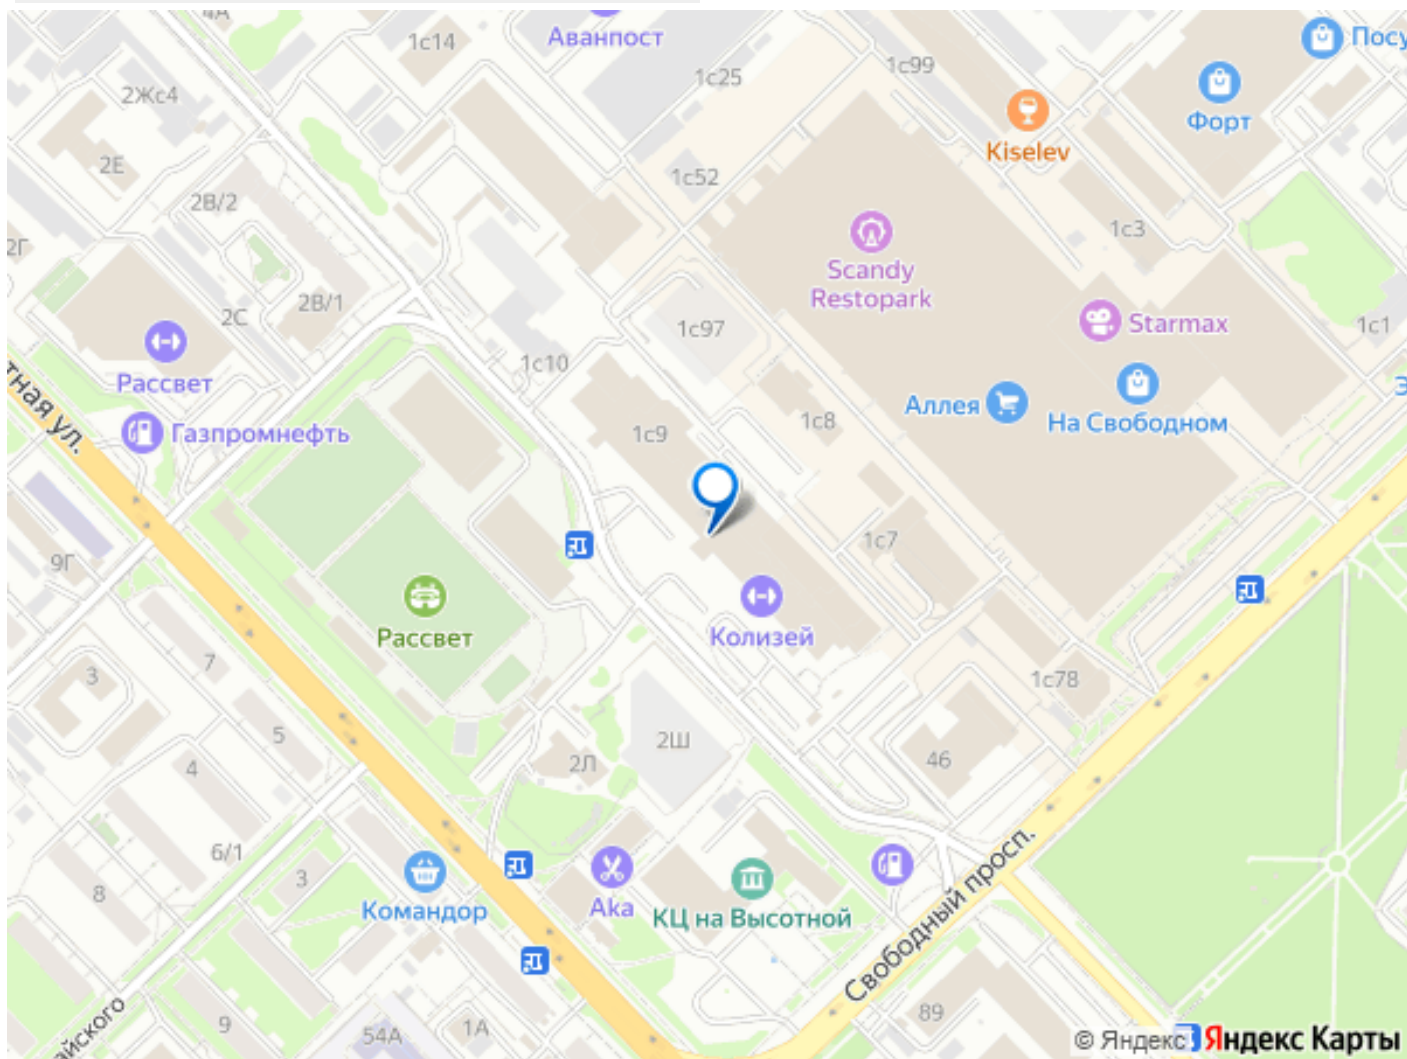 4А
1с14
Аванпост
1с25
1с99
Посу
2Жс4
Kiselev
Форт
2Е
1с52
2В/2
1с3
2Г
Scandy
Restopark
2В/1
2С
1с97
Starmax
1с1
Рассвет
1с10
Аллея
На Свободном
Э
тная ул.
Газпромнефть
1с9
1с8
9Г
1с7
Рассвет
Колизей
7
3
1с78
5
2Ш
4
2Л
46
6/1
3
8
Командор
Aka
КЦ на Высотной
Свободный просп.
айского
9
54А
1А
89
© Яндекс Яндекс Карты